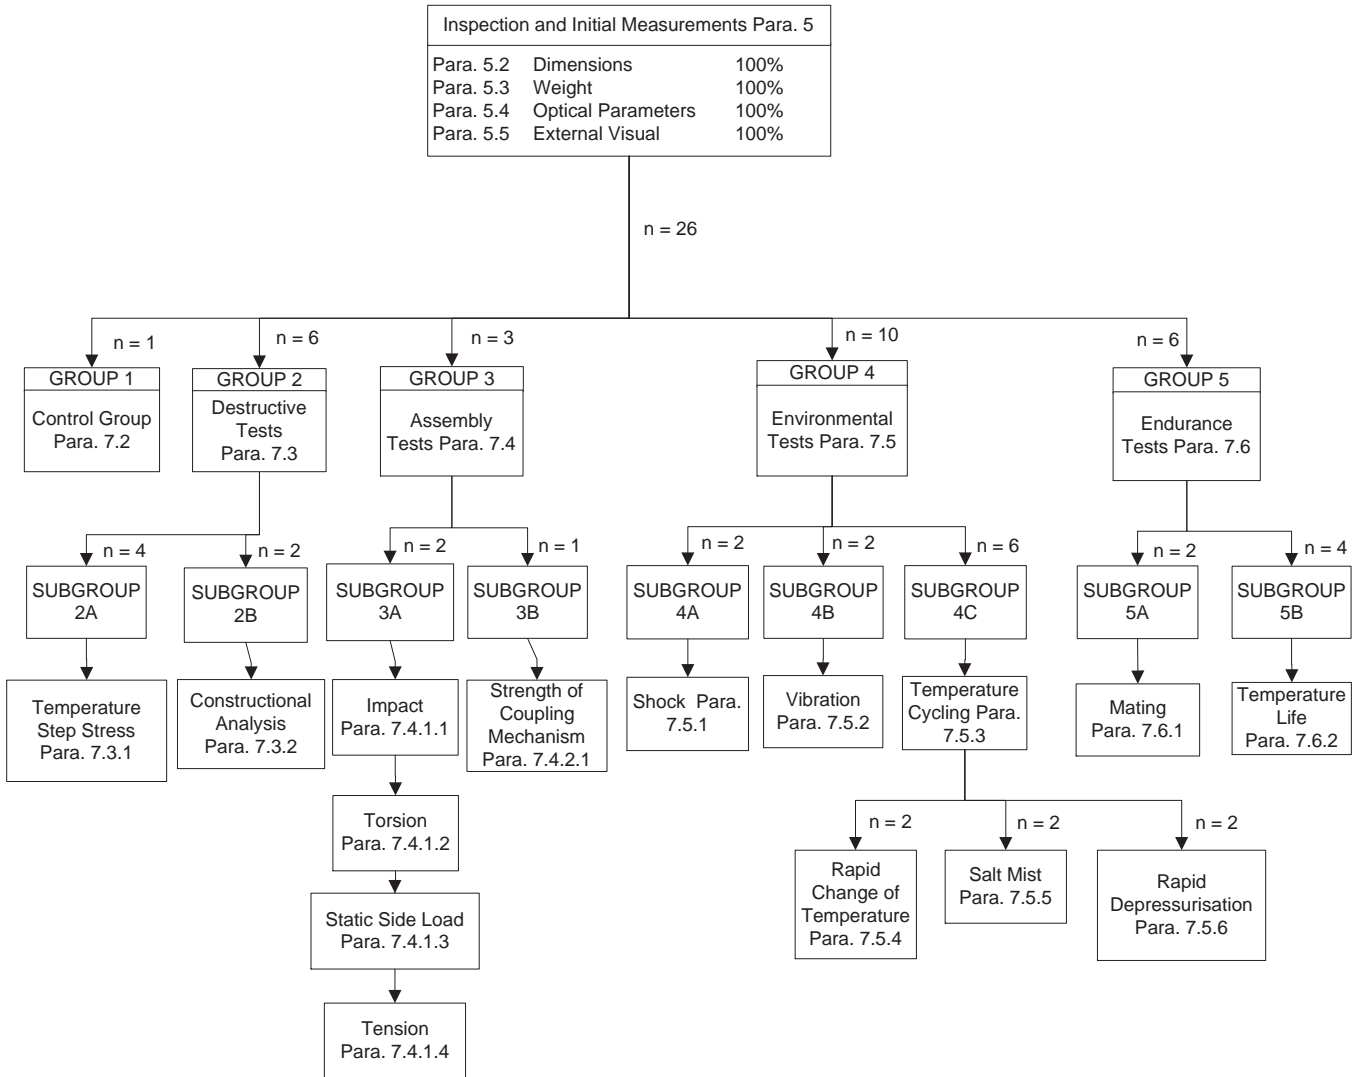 Inspection and Initial Measurements Para. 5
Para. 5.2 Dimensions 100%
Para. 5.3 Weight 100%
Para. 5.4 Optical Parameters 100%
Para. 5.5 External Visual 100%
n = 26
n = 1
n = 6
n = 3
n = 10
n = 6
GROUP 1
Control Group
Para. 7.2
GROUP 2
Destructive
Tests
Para. 7.3
GROUP 3
Assembly
Tests Para. 7.4
GROUP 4
Environmental
Tests Para. 7.5
GROUP 5
Endurance
Tests Para. 7.6
n = 4
n = 2
n = 2
n = 1
n = 2
n = 2
n = 6
n = 2
n = 4
SUBGROUP
2A
SUBGROUP
2B
SUBGROUP
3A
SUBGROUP
3B
SUBGROUP
4A
SUBGROUP
4B
SUBGROUP
4C
SUBGROUP
5A
SUBGROUP
5B
Temperature
Step Stress
Para. 7.3.1
Constructional
Analysis
Para. 7.3.2
Impact
Para. 7.4.1.1
Strength of
Coupling
Mechanism
Para. 7.4.2.1
Shock Para.
7.5.1
Vibration
Para. 7.5.2
Temperature
Cycling Para.
7.5.3
Mating
Para. 7.6.1
Temperature
Life
Para. 7.6.2
Torsion
Para. 7.4.1.2
Static Side Load
Para. 7.4.1.3
Tension
Para. 7.4.1.4
n = 2
n = 2
n = 2
Rapid
Change of
Temperature
Para. 7.5.4
Salt Mist
Para. 7.5.5
Rapid
Depressurisation
Para. 7.5.6